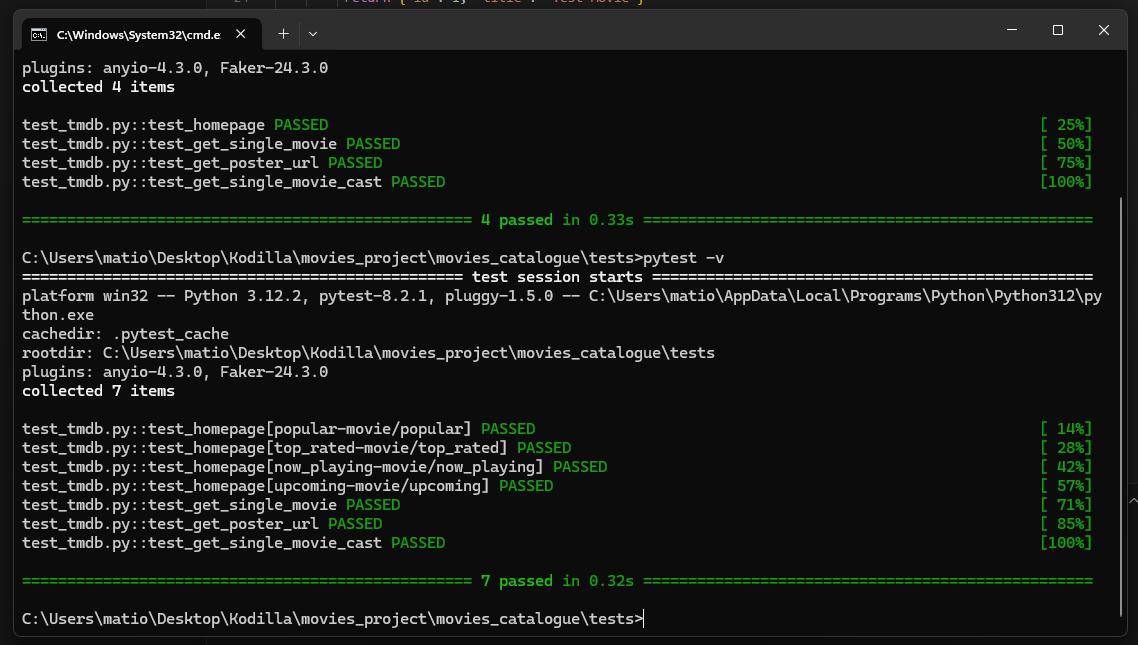 return {"id": 1, "title": "Test Movie"}
C:\Windows\System32\cmd.e
plugins: anyio-4.3.0, Faker-24.3.0
collected 4 items
test_tmdb.py::test_homepage PASSED [ 25%]
test_tmdb.py::test_get_single_movie PASSED [ 50%]
test_tmdb.py::test_get_poster_url PASSED [ 75%]
test_tmdb.py::test_get_single_movie_cast PASSED [100%]
================================================== 4 passed in 0.33s ==================================================
C:\Users\matio\Desktop\Kodilla\movies_project\movies_catalogue\tests>pytest -v
================================================= test session starts =================================================
platform win32 -- Python 3.12.2, pytest-8.2.1, pluggy-1.5.0 -- C:\Users\matio\AppData\Local\Programs\Python\Python312\py
thon.exe
cachedir: .pytest_cache
rootdir: C:\Users\matio\Desktop\Kodilla\movies_project\movies_catalogue\tests
plugins: anyio-4.3.0, Faker-24.3.0
collected 7 items
test_tmdb.py::test_homepage[popular-movie/popular] PASSED [ 14%]
test_tmdb.py::test_homepage[top_rated-movie/top_rated] PASSED [ 28%]
test_tmdb.py::test_homepage[now_playing-movie/now_playing] PASSED [ 42%]
test_tmdb.py::test_homepage[upcoming-movie/upcoming] PASSED [ 57%]
test_tmdb.py::test_get_single_movie PASSED [ 71%]
test_tmdb.py::test_get_poster_url PASSED [ 85%]
test_tmdb.py::test_get_single_movie_cast PASSED [100%]
================================================== 7 passed in 0.32s ==================================================
C:\Users\matio\Desktop\Kodilla\movies_project\movies_catalogue\tests>